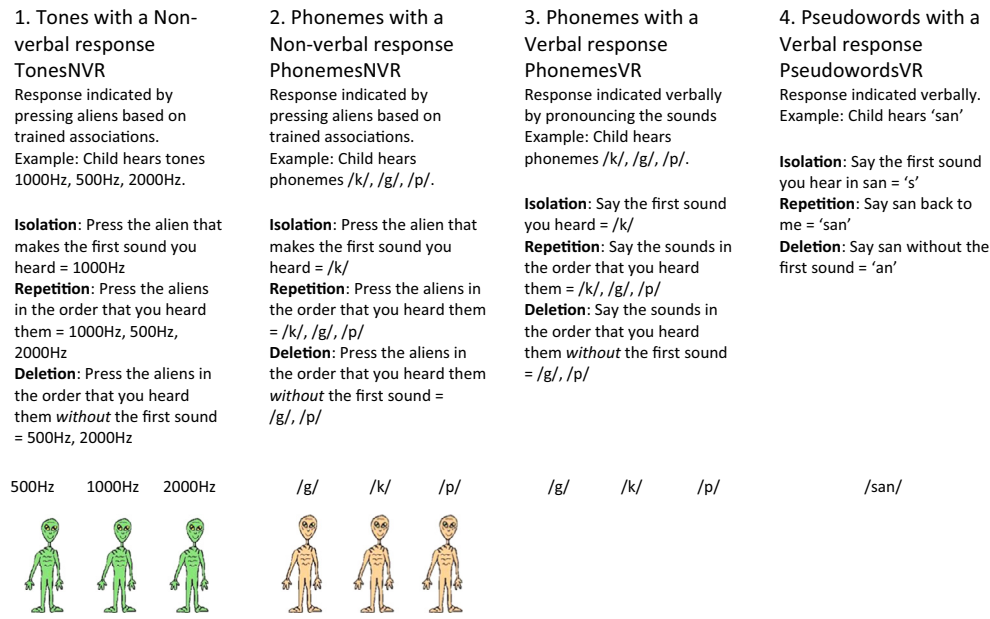 1. Tones with a Non-
verbal response
TonesNVR
Response indicated by
pressing aliens based on
trained associations.
Example: Child hears tones
1000Hz, 500Hz, 2000Hz.
Isolation: Press the alien that
makes the first sound you
heard = 1000Hz
Repetition: Press the aliens
in the order that you heard
them = 1000Hz, 500Hz,
2000Hz
Deletion: Press the aliens in
the order that you heard
them without the first sound
= 500Hz, 2000Hz
500Hz 1000Hz 2000Hz
2. Phonemes with a
Non-verbal response
PhonemesNVR
Response indicated by
pressing aliens based on
trained associations.
Example: Child hears
phonemes /k/, /g/, /p/.
Isolation: Press the alien that
makes the first sound you
heard = /k/
Repetition: Press the aliens in
the order that you heard them
= /k/, /g/, /p/
Deletion: Press the aliens in
the order that you heard them
without the first sound =
/g/, /p/
/g/ /k/ /p/
3. Phonemes with a
Verbal response
PhonemesVR
Response indicated verbally
by pronouncing the sounds
Example: Child hears
phonemes /k/, /g/, /p/.
Isolation: Say the first sound
you heard = /k/
Repetition: Say the sounds in
the order that you heard
them = /k/, /g/, /p/
Deletion: Say the sounds in
the order that you heard
them without the first sound
= /g/, /p/
/g/ /k/ /p/
4. Pseudowords with a
Verbal response
PseudowordsVR
Response indicated verbally.
Example: Child hears ‘san’
Isolation: Say the first sound
you hear in san = ‘s’
Repetition: Say san back to
me = ‘san’
Deletion: Say san without the
first sound = ‘an’
/san/